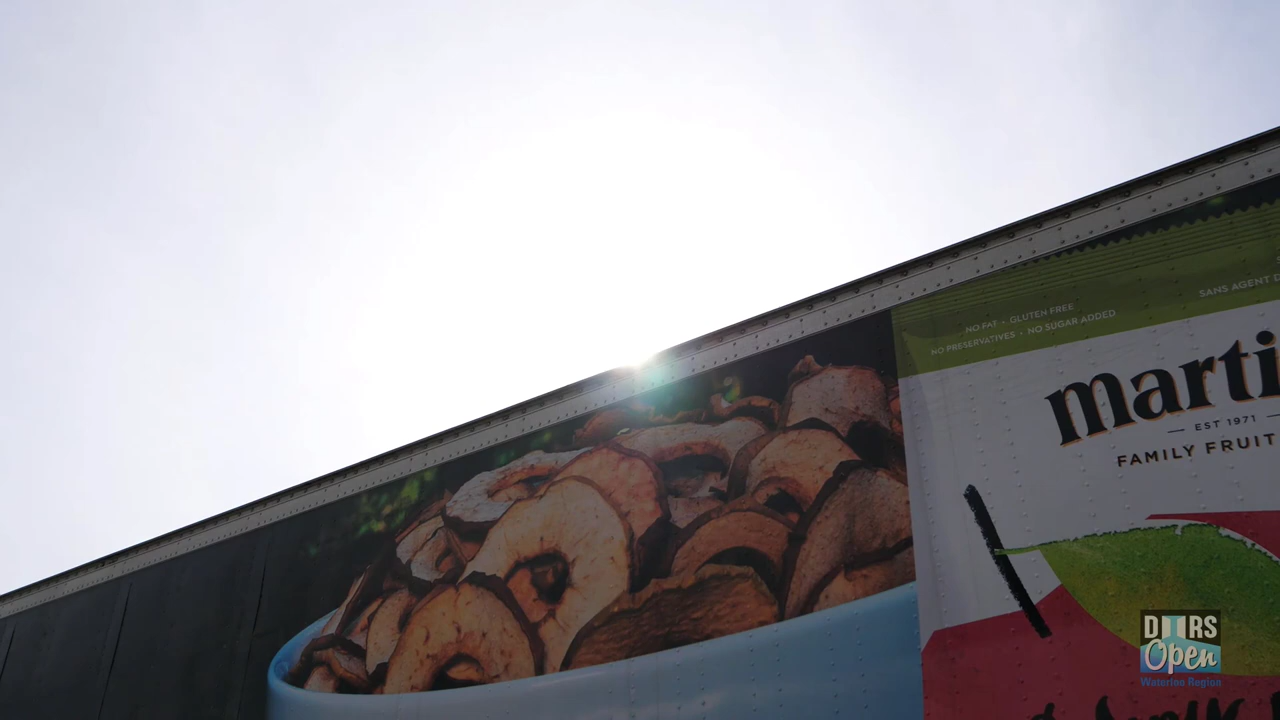 NO FAT • GLUTEN FREE
NO PRESERVATIVES • NO SUGAR ADDED
SANS AGENT
marti
EST 1971
FAMILY FRUIT
DOORS
Open
Waterloo Region